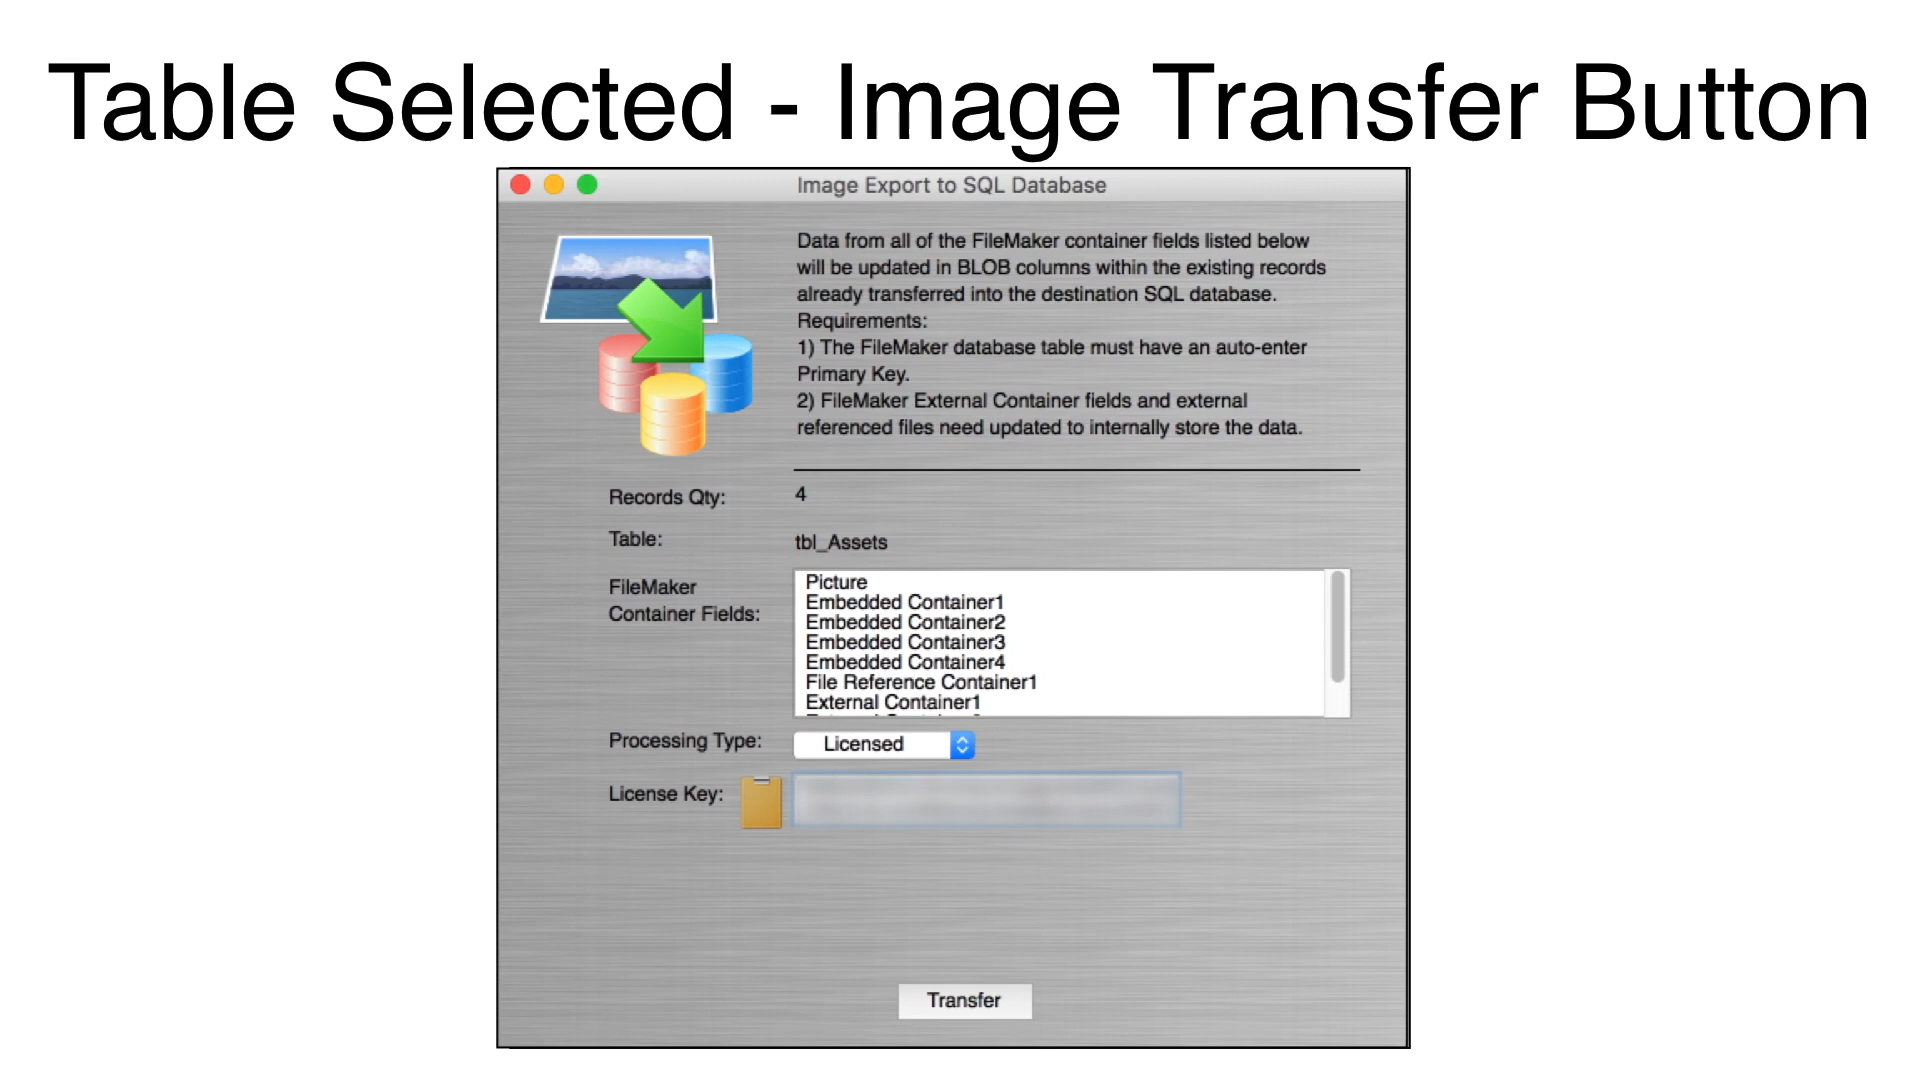 Table Selected - Image Transfer Button
Image Export to SQL Database
Data from all of the FileMaker container fields listed below
will be updated in BLOB columns within the existing records
already transferred into the destination SQL database.
Requirements:
1) The FileMaker database table must have an auto-enter
Primary Key.
2) FileMaker External Container fields and external
referenced files need updated to internally store the data.
Records Qty: 4
Table: tbl_Assets
FileMaker
Container Fields:
Picture
Embedded Container1
Embedded Container2
Embedded Container3
Embedded Container4
File Reference Container1
External Container1
Processing Type: Licensed
License Key:
Transfer